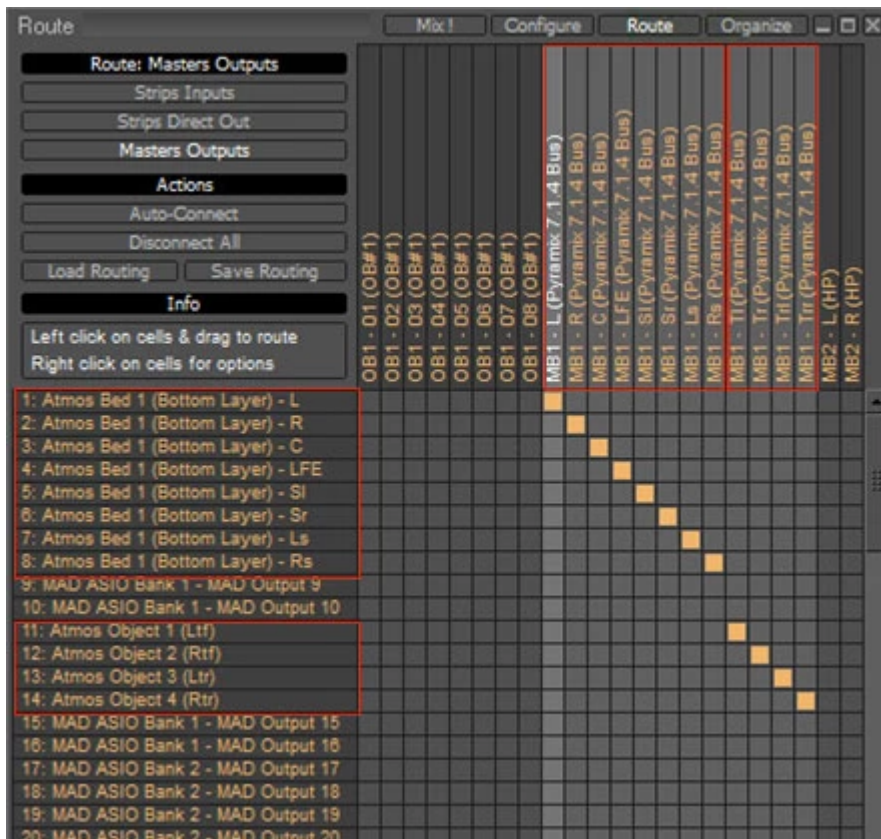 Route
Mix !
Configure
Route
Organize
Route: Masters Outputs
Strips Inputs
Strips Direct Out
Masters Outputs
Actions
Auto-Connect
Disconnect All
Load Routing
Save Routing
Info
Left click on cells & drag to route
Right click on cells for options
OB1 - 01 (OB#1)
OB1 - 02 (OB#1)
OB1 - 03 (OB#1)
OB1 - 04 (OB#1)
OB1 - 05 (OB#1)
OB1 - 06 (OB#1)
OB1 - 07 (OB#1)
OB1 - 08 (OB#1)
MB1 - L (Pyramix 7.1.4 Bus)
MB1 - R (Pyramix 7.1.4 Bus)
MB1 - C (Pyramix 7.1.4 Bus)
MB1 - LFE (Pyramix 7.1.4 Bus)
MB1 - Sl (Pyramix 7.1.4 Bus)
MB1 - Sr (Pyramix 7.1.4 Bus)
MB1 - Ls (Pyramix 7.1.4 Bus)
MB1 - Rs (Pyramix 7.1.4 Bus)
MB1 - Tl (Pyramix 7.1.4 Bus)
MB1 - Tr (Pyramix 7.1.4 Bus)
MB1 - Trl (Pyramix 7.1.4 Bus)
MB1 - Trr (Pyramix 7.1.4 Bus)
MB2 - L (HP)
MB2 - R (HP)
1: Atmos Bed 1 (Bottom Layer) - L
2: Atmos Bed 1 (Bottom Layer) - R
3: Atmos Bed 1 (Bottom Layer) - C
4: Atmos Bed 1 (Bottom Layer) - LFE
5: Atmos Bed 1 (Bottom Layer) - Sl
6: Atmos Bed 1 (Bottom Layer) - Sr
7: Atmos Bed 1 (Bottom Layer) - Ls
8: Atmos Bed 1 (Bottom Layer) - Rs
9: MAD ASIO Bank 1 - MAD Output 9
10: MAD ASIO Bank 1 - MAD Output 10
11: Atmos Object 1 (Ltf)
12: Atmos Object 2 (Rtf)
13: Atmos Object 3 (Ltr)
14: Atmos Object 4 (Rtr)
15: MAD ASIO Bank 1 - MAD Output 15
16: MAD ASIO Bank 1 - MAD Output 16
17: MAD ASIO Bank 2 - MAD Output 17
18: MAD ASIO Bank 2 - MAD Output 18
19: MAD ASIO Bank 2 - MAD Output 19
20: MAD ASIO Bank 2 - MAD Output 20